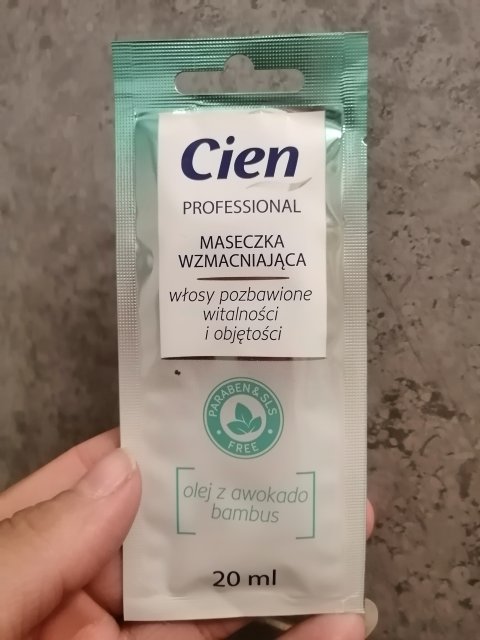 Cien
PROFESSIONAL
MASECZKA
WZMACNIAJĄCA
włosy pozbawione
witalności
i objętości
PARABEN & SLS
FREE
olej z awokado
bambus
20 ml